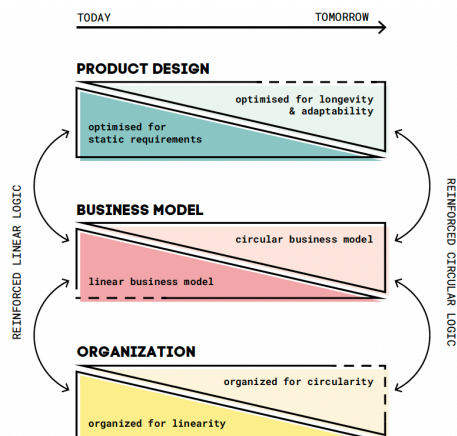 TODAY
TOMORROW
PRODUCT DESIGN
optimised for longevity
& adaptability
optimised for
static requirements
REINFORCED LINEAR LOGIC
REINFORCED CIRCULAR LOGIC
BUSINESS MODEL
circular business model
linear business model
ORGANIZATION
organized for circularity
organized for linearity